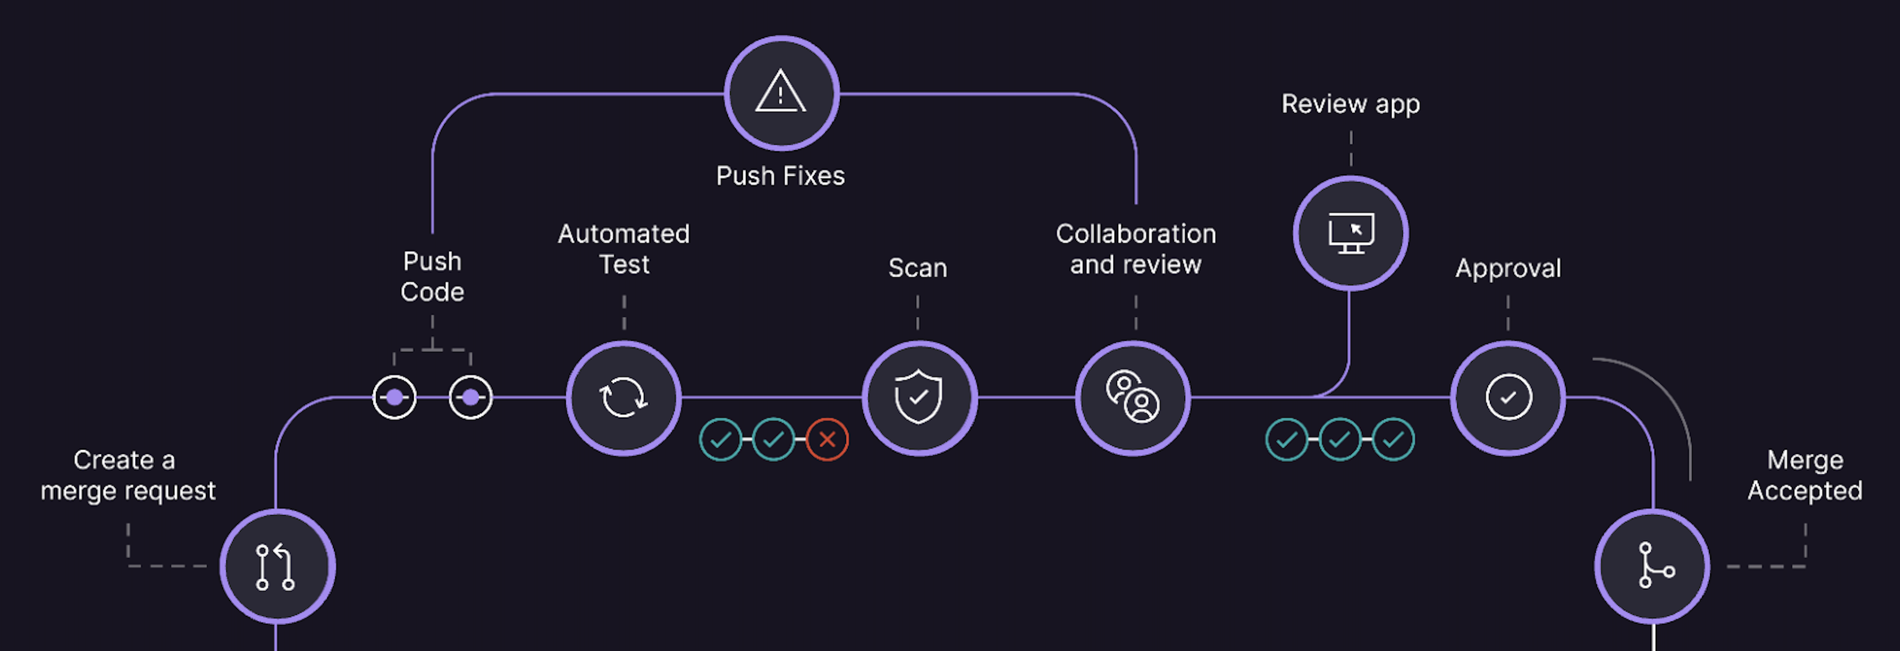 Push Fixes
Review app
Push
Code
Automated
Test
Scan
Collaboration
and review
Approval
Create a
merge request
Merge
Accepted